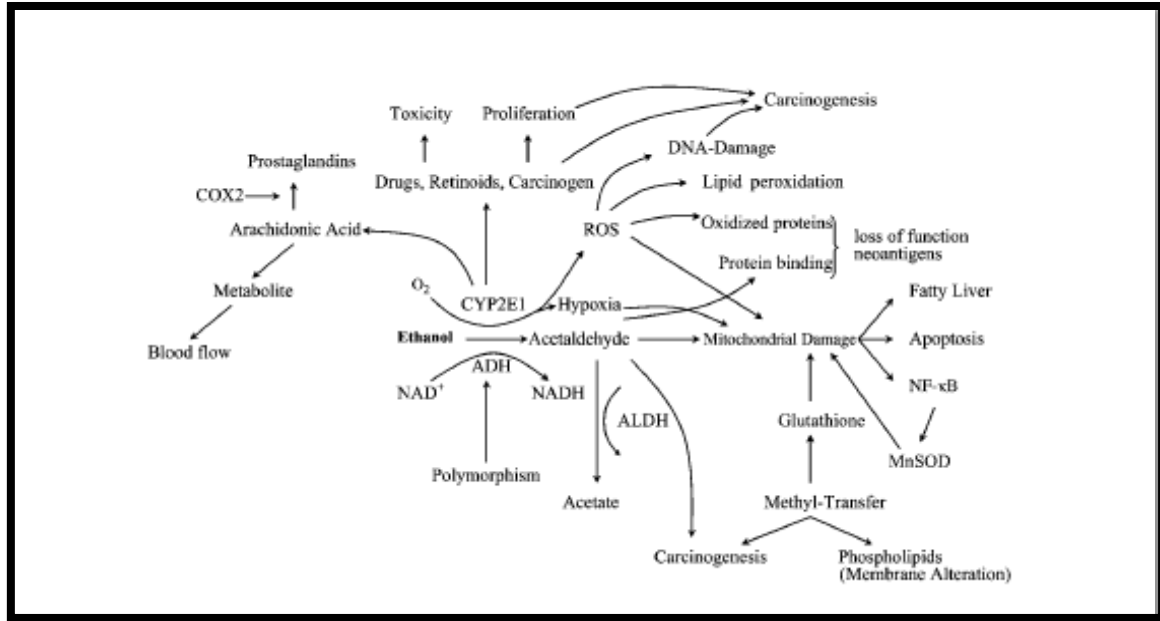 Carcinogenesis
Toxicity
Proliferation
DNA-Damage
Prostaglandins
Drugs, Retinoids, Carcinogen
Lipid peroxidation
COX2
Arachidonic Acid
ROS
Oxidized proteins
loss of function
neoantigens
Protein binding
Metabolite
O₂
CYP2E1
Hypoxia
Fatty Liver
Ethanol
Acetaldehyde
Mitochondrial Damage
Apoptosis
Blood flow
ADH
NAD⁺
NADH
NF-κB
ALDH
Glutathione
MnSOD
Polymorphism
Acetate
Methyl-Transfer
Carcinogenesis
Phospholipids
(Membrane Alteration)